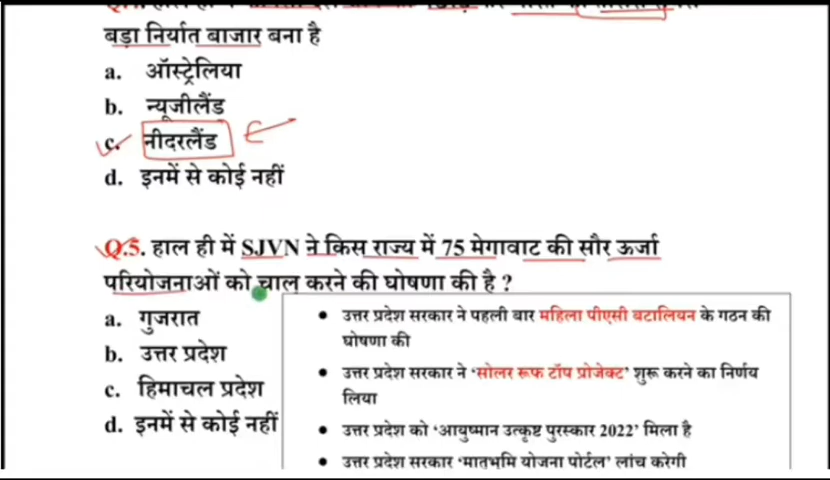 बड़ा निर्यात बाजार बना है
a. ऑस्ट्रेलिया
b. न्यूजीलैंड
c. नीदरलैंड
d. इनमें से कोई नहीं
Q.5. हाल ही में SJVN ने किस राज्य में 75 मेगावाट की सौर ऊर्जा
परियोजनाओं को चालू करने की घोषणा की है ?
a. गुजरात
b. उत्तर प्रदेश
c. हिमाचल प्रदेश
d. इनमें से कोई नहीं
• उत्तर प्रदेश सरकार ने पहली बार महिला पीएसी बटालियन के गठन की
घोषणा की
• उत्तर प्रदेश सरकार ने ‘सोलर रूफ टॉप प्रोजेक्ट’ शुरू करने का निर्णय
लिया
• उत्तर प्रदेश को ‘आयुष्मान उत्कृष्ट पुरस्कार 2022’ मिला है
• उत्तर प्रदेश सरकार ‘मातृभूमि योजना पोर्टल’ लांच करेगी